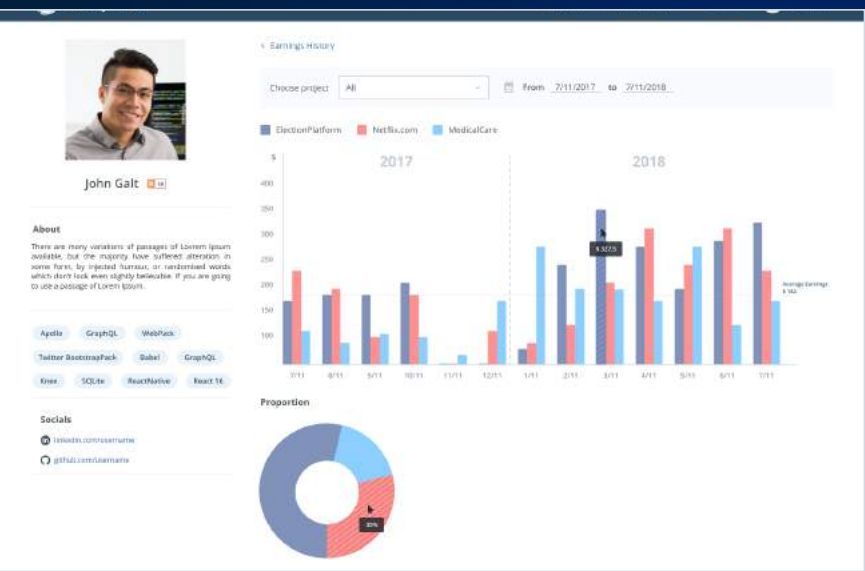 ‹ Earnings History
Choose project All From 7/11/2017 to 7/11/2018
ElectionPlatform Netflix.com MedicalCare
$
2017 2018
400
350
300
250
200
150
100
$ 327,5
Average Earnings
7/11 8/11 9/11 10/11 11/11 12/11 1/11 2/11 3/11 4/11 5/11 6/11 7/11
Proportion
30%
John Galt
About
There are many variations of passages of Lorem Ipsum
available, but the majority have suffered alteration in
some form, by injected humour, or randomised words
which don't look even slightly believable. If you are going
to use a passage of Lorem Ipsum.
Apollo GraphQL WebPack
Twitter BootstrapPack Babel GraphQL
Knex SQLite ReactNative React 16
Socials
linkedin.com/username
github.com/username